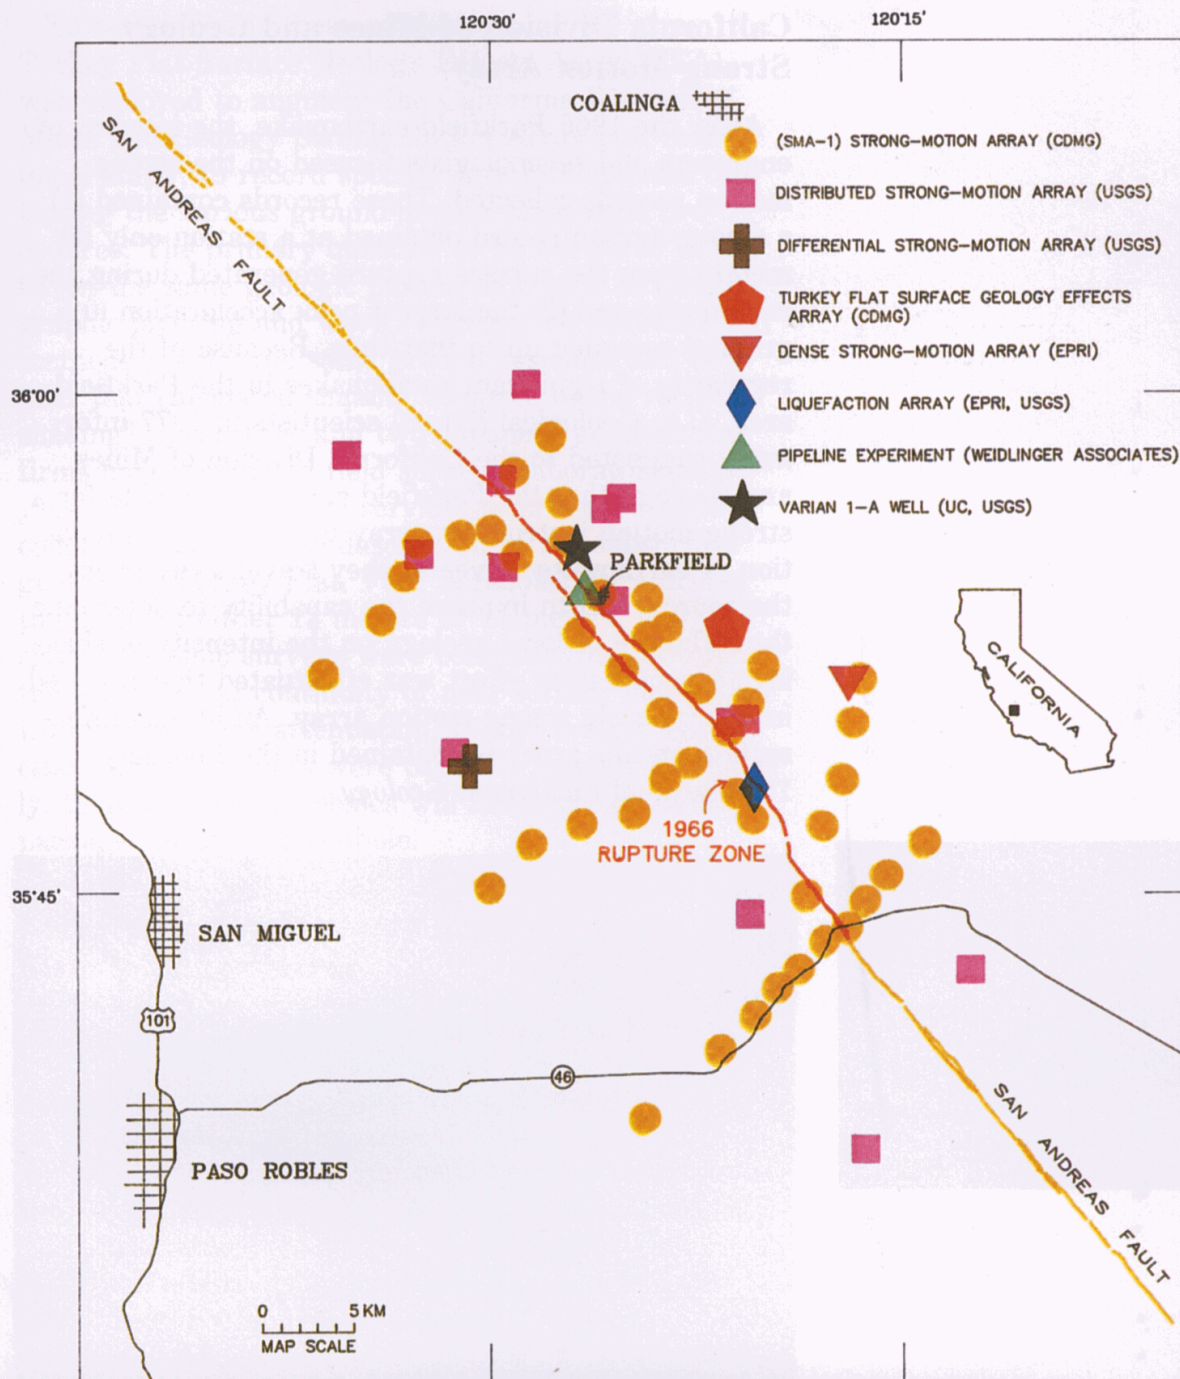 120°30'
120°15'
COALINGA
(SMA-1) STRONG-MOTION ARRAY (CDMG)
DISTRIBUTED STRONG-MOTION ARRAY (USGS)
DIFFERENTIAL STRONG-MOTION ARRAY (USGS)
TURKEY FLAT SURFACE GEOLOGY EFFECTS
ARRAY (CDMG)
DENSE STRONG-MOTION ARRAY (EPRI)
LIQUEFACTION ARRAY (EPRI, USGS)
PIPELINE EXPERIMENT (WEIDLINGER ASSOCIATES)
VARIAN 1-A WELL (UC, USGS)
SAN ANDREAS FAULT
36°00'
PARKFIELD
CALIFORNIA
1966
RUPTURE ZONE
35°45'
SAN MIGUEL
101
46
PASO ROBLES
SAN ANDREAS FAULT
0 5 KM
MAP SCALE